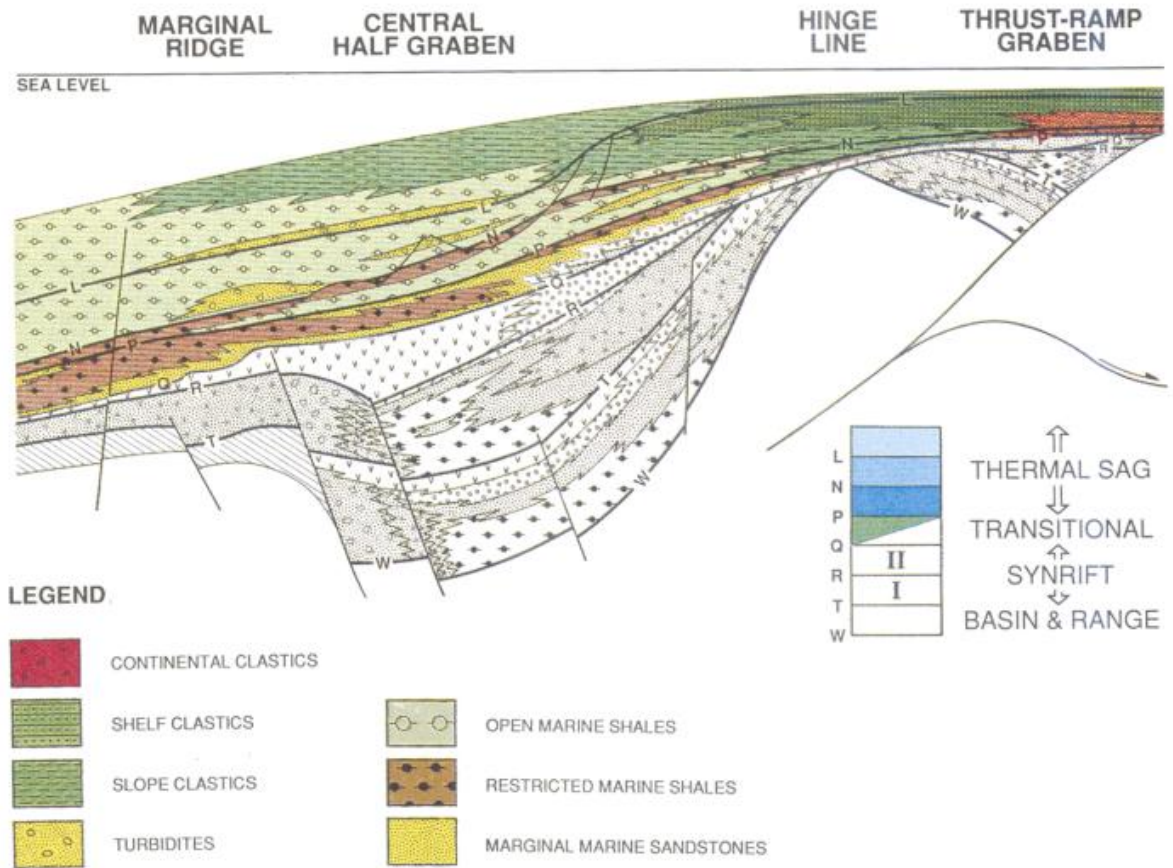 MARGINAL RIDGE
CENTRAL HALF GRABEN
HINGE LINE
THRUST-RAMP GRABEN
SEA LEVEL
L
N
P
L
N
P
Q
R
L
N
P
Q
R
T
W
R
T
W
W
Q
T
W
L THERMAL SAG
N
P TRANSITIONAL
Q II
R I SYNRIFT
T BASIN & RANGE
W
LEGEND
CONTINENTAL CLASTICS
SHELF CLASTICS
OPEN MARINE SHALES
SLOPE CLASTICS
RESTRICTED MARINE SHALES
TURBIDITES
MARGINAL MARINE SANDSTONES